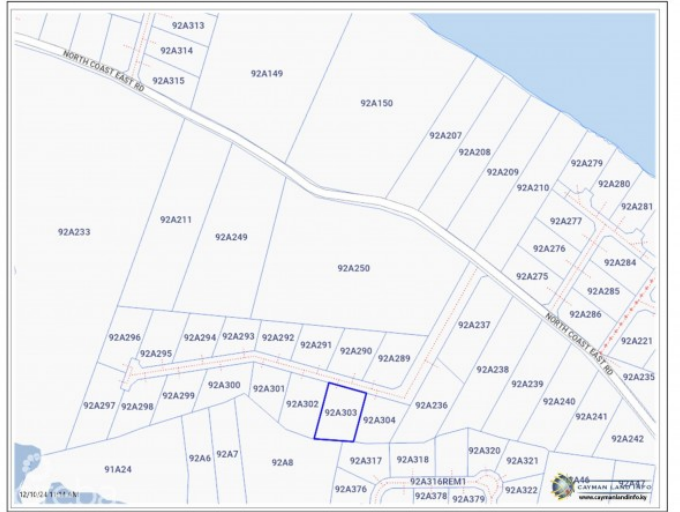 92A313
92A314
92A315
92A149
92A150
NORTH COAST EAST RD
92A207
92A208
92A209
92A210
92A279
92A280
92A281
92A277
92A276
92A275
92A284
92A285
92A286
92A221
92A235
92A233
92A211
92A249
92A250
92A237
NORTH COAST EAST RD
92A296
92A295
92A294
92A293
92A292
92A291
92A290
92A289
92A238
92A239
92A240
92A241
92A242
92A297
92A298
92A299
92A300
92A301
92A302
92A303
92A304
92A236
91A24
92A6
92A7
92A8
92A317
92A318
92A320
92A321
92A376
92A316REM1
92A378
92A379
92A322
CAYMAN LAND INFO
www.caymanlandinfo.ky